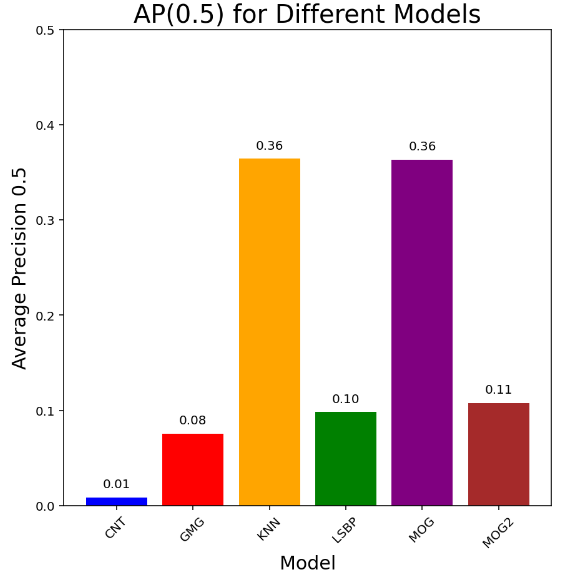 AP(0.5) for Different Models
Average Precision 0.5
0.5
0.4
0.3
0.2
0.1
0.0
0.01
0.08
0.36
0.10
0.36
0.11
CNT
GMG
KNN
LSBP
MOG
MOG2
Model